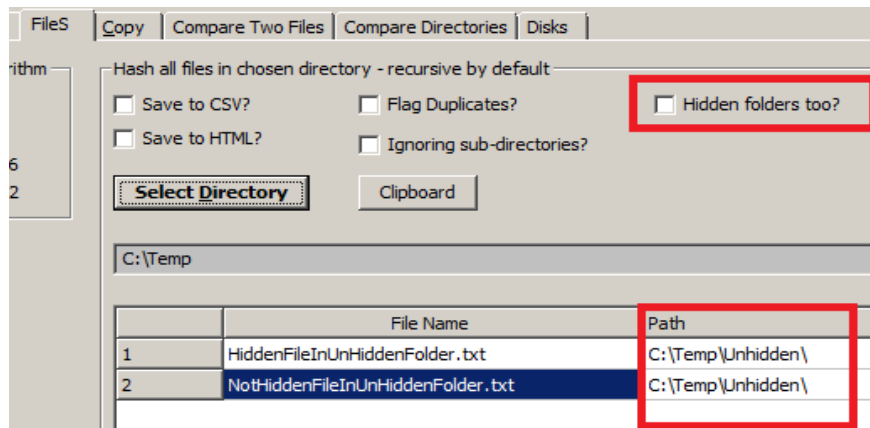 FileS Copy Compare Two Files Compare Directories Disks
rithm Hash all files in chosen directory - recursive by default
Save to CSV? Flag Duplicates? Hidden folders too?
Save to HTML? Ignoring sub-directories?
6
2 Select Directory Clipboard
C:\Temp
File Name Path
1 HiddenFileInUnHiddenFolder.txt C:\Temp\Unhidden\
2 NotHiddenFileInUnHiddenFolder.txt C:\Temp\Unhidden\